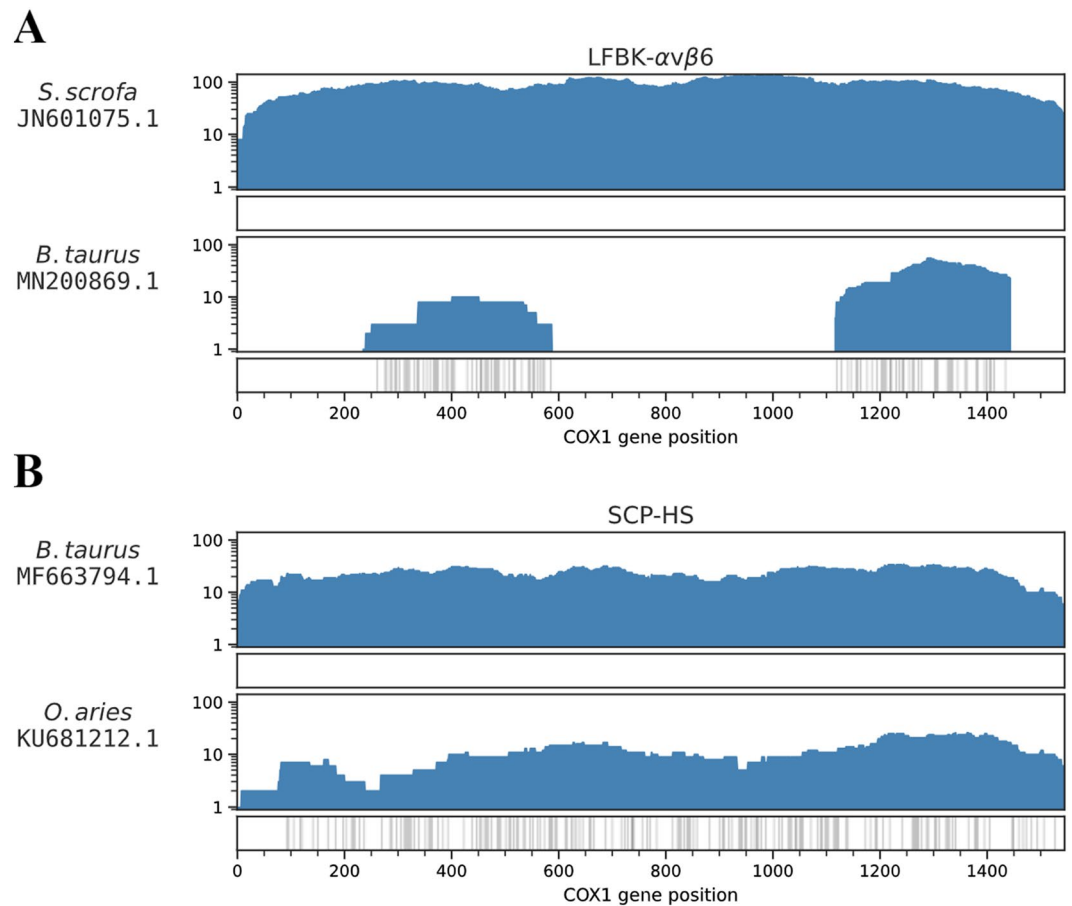 A
LFBK-αvβ6
S. scrofa
JN601075.1
100
10
1
B. taurus
MN200869.1
100
10
1
0 200 400 600 800 1000 1200 1400
COX1 gene position
B
SCP-HS
B. taurus
MF663794.1
100
10
1
O. aries
KU681212.1
100
10
1
0 200 400 600 800 1000 1200 1400
COX1 gene position